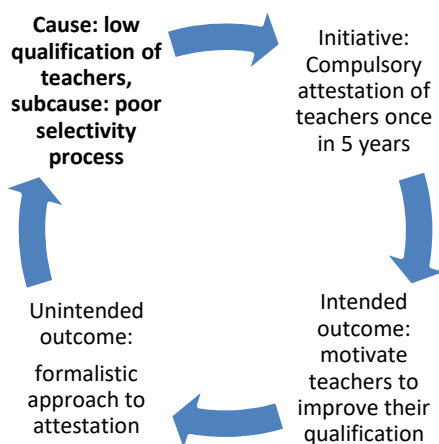 Cause: low
qualification of
teachers,
subcause: poor
selectivity
process
Initiative:
Compulsory
attestation of
teachers once
in 5 years
Intended
outcome:
motivate
teachers to
improve their
qualification
Unintended
outcome:
formalistic
approach to
attestation